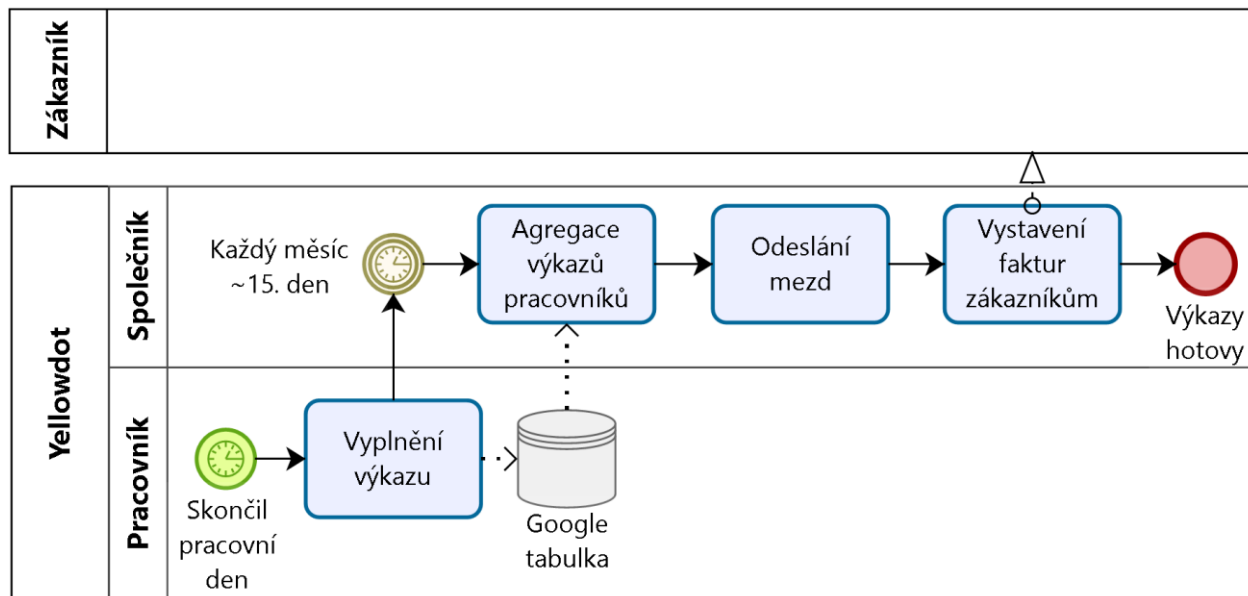 Zákazník
Yellowdot
Společník
Každý měsíc
~15. den
Agregace
výkazů
pracovníků
Odeslání
mezd
Vystavení
faktur
zákazníkům
Výkazy
hotovy
Pracovník
Skončil
pracovní
den
Vyplnění
výkazu
Google
tabulka